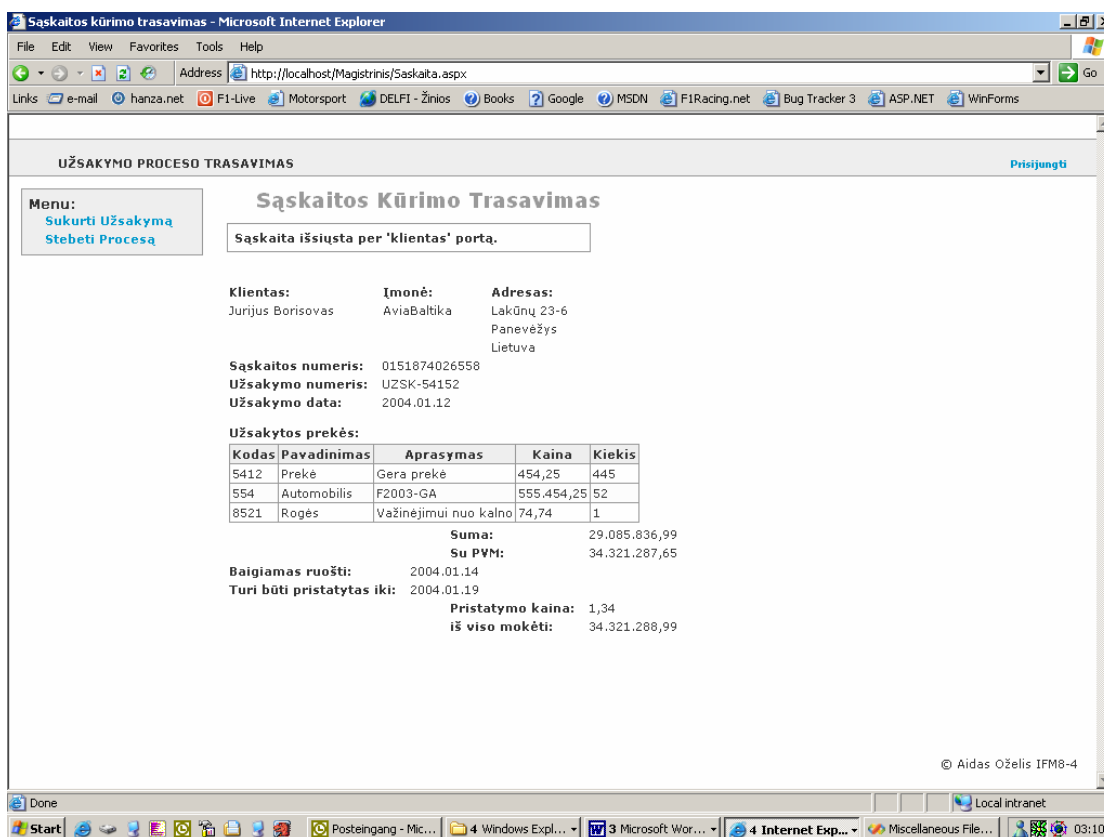 Sąskaitos kūrimo trasavimas - Microsoft Internet Explorer
File Edit View Favorites Tools Help
Address http://localhost/Magistrinis/Saskaita.aspx Go
Links e-mail hanza.net F1-Live Motorsport DELFI - Žinios Books Google MSDN F1Racing.net Bug Tracker 3 ASP.NET WinForms
UŽSAKYMO PROCESO TRASAVIMAS
Prisijungti
Menu:
Sukurti Užsakymą
Stebeti Procesą
Sąskaitos Kūrimo Trasavimas
Sąskaita išsiųsta per 'klientas' portą.
Klientas: Įmonė: Adresas:
Jurijus Borisovas AviaBaltika Lakūnų 23-6
Panevėžys
Lietuva
Sąskaitos numeris: 0151874026558
Užsakymo numeris: UZSK-54152
Užsakymo data: 2004.01.12
Užsakytos prekės:
Kodas Pavadinimas Aprasymas Kaina Kiekis
5412 Prekė Gera prekė 454,25 445
554 Automobilis F2003-GA 555.454,25 52
8521 Rogės Važinėjimui nuo kalno 74,74 1
Suma: 29.085.836,99
Su PVM: 34.321.287,65
Baigiamas ruošti: 2004.01.14
Turi būti pristatytas iki: 2004.01.19
Pristatymo kaina: 1,34
iš viso mokėti: 34.321.288,99
© Aidas Oželis IFM8-4
Done Local intranet
Start Posteingang - Mic... 4 Windows Expl... 3 Microsoft Wor... 4 Internet Exp... Miscellaneous File... 03:10